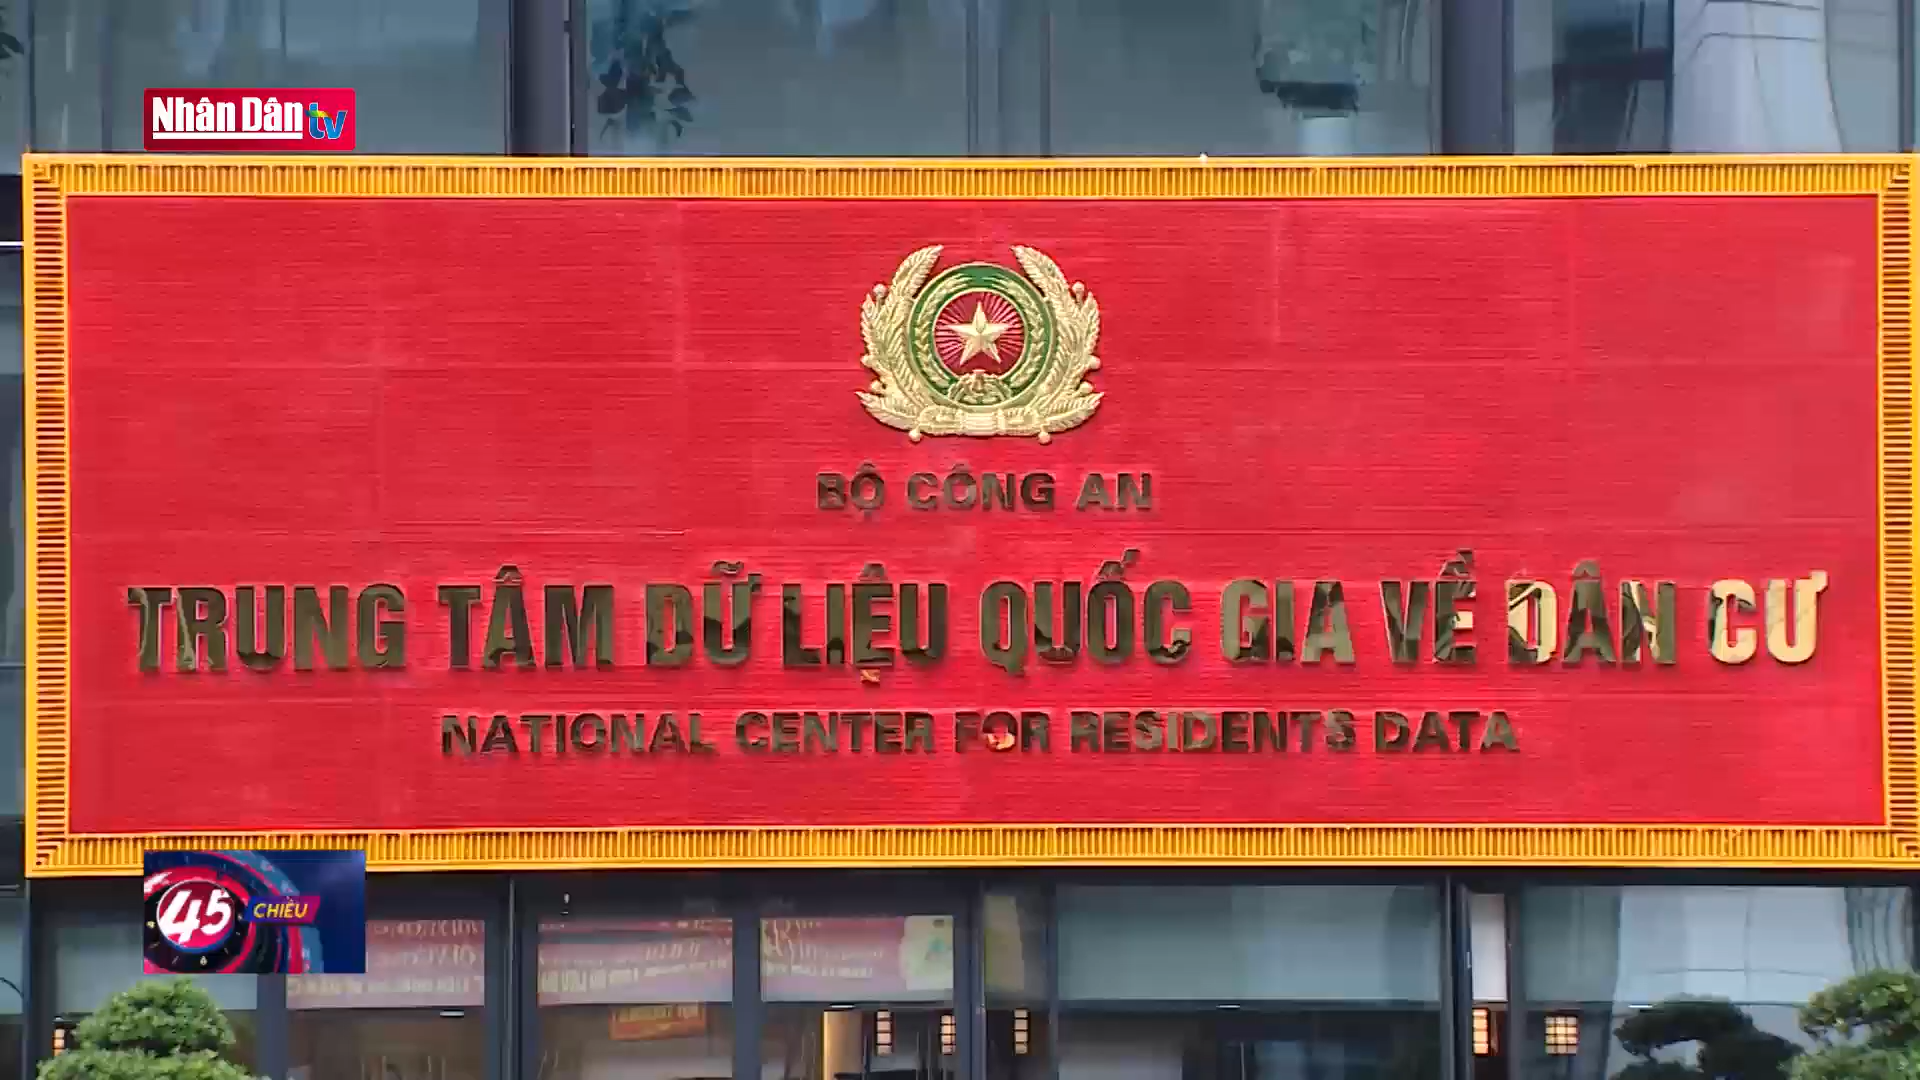 Nhân Dân tv
BỘ CÔNG AN
TRUNG TÂM DỮ LIỆU QUỐC GIA VỀ DÂN CƯ
NATIONAL CENTER FOR RESIDENTS DATA
45 CHIỀU